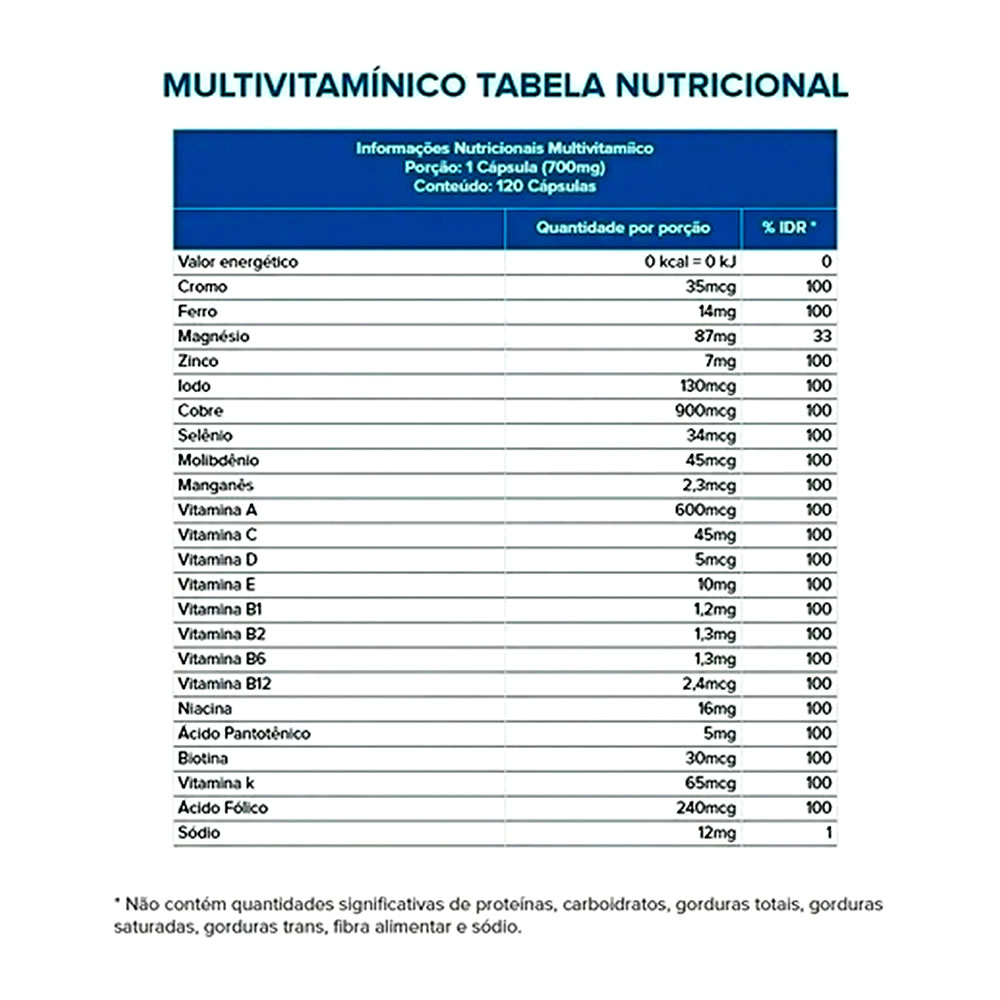 MULTIVITAMÍNICO TABELA NUTRICIONAL
Informações Nutricionais Multivitamiíco
Porção: 1 Cápsula (700mg)
Conteúdo: 120 Cápsulas
Quantidade por porção % IDR *
Valor energético 0 kcal = 0 kJ 0
Cromo 35mcg 100
Ferro 14mg 100
Magnésio 87mg 33
Zinco 7mg 100
Iodo 130mcg 100
Cobre 900mcg 100
Selênio 34mcg 100
Molibdênio 45mcg 100
Manganês 2,3mcg 100
Vitamina A 600mcg 100
Vitamina C 45mg 100
Vitamina D 5mcg 100
Vitamina E 10mg 100
Vitamina B1 1,2mg 100
Vitamina B2 1,3mg 100
Vitamina B6 1,3mg 100
Vitamina B12 2,4mcg 100
Niacina 16mg 100
Ácido Pantotênico 5mg 100
Biotina 30mcg 100
Vitamina k 65mcg 100
Ácido Fólico 240mcg 100
Sódio 12mg 1
* Não contém quantidades significativas de proteínas, carboidratos, gorduras totais, gorduras
saturadas, gorduras trans, fibra alimentar e sódio.